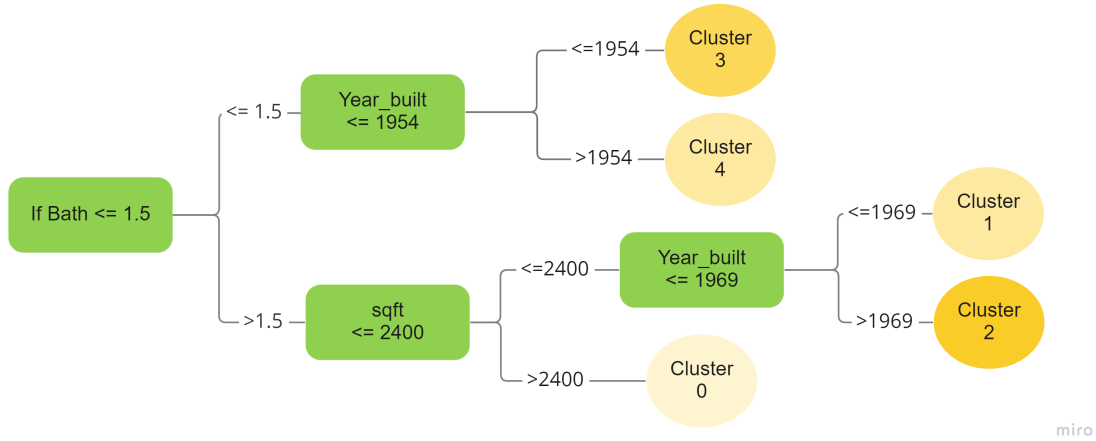 If Bath <= 1.5
<= 1.5
Year_built
<= 1954
<=1954
Cluster
3
>1954
Cluster
4
>1.5
sqft
<= 2400
<=2400
Year_built
<= 1969
<=1969
Cluster
1
>1969
Cluster
2
>2400
Cluster
0
miro